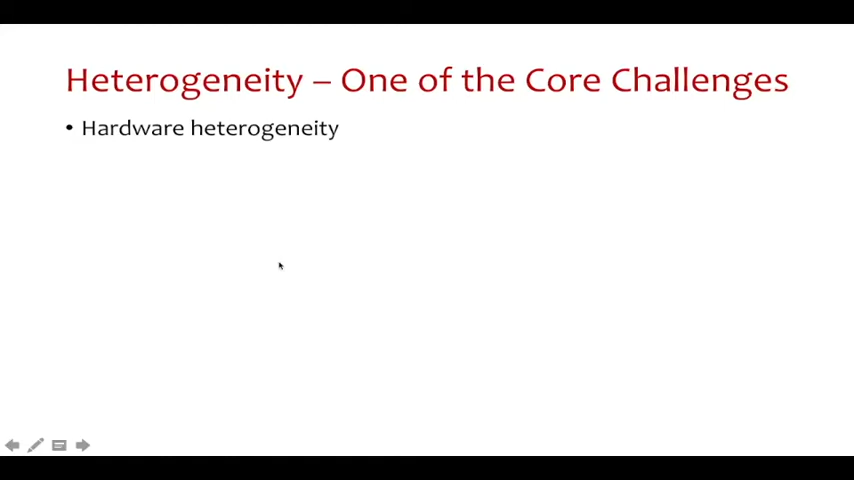 Heterogeneity – One of the Core Challenges
• Hardware heterogeneity